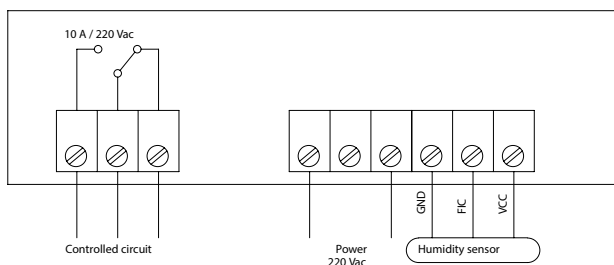 10 A / 220 Vac
GND
FIC
VCC
Controlled circuit
Power
220 Vac
Humidity sensor